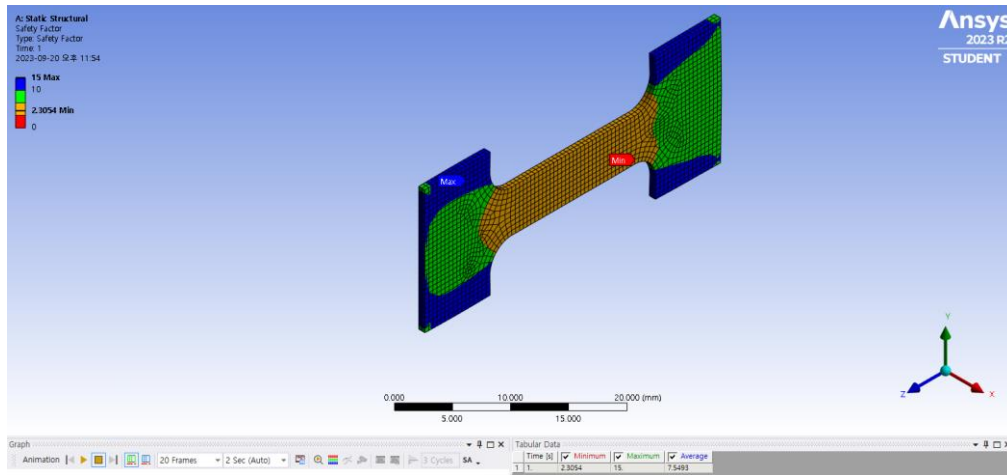 A: Static Structural
Safety Factor
Type: Safety Factor
Time: 1
2023-09-20 오후 11:54
15 Max
10
2.3054 Min
0
Ansys
2023 R2
STUDENT
Max
Min
Y
Z
X
0.000 10.000 20.000 (mm)
5.000 15.000
Graph
Animation 20 Frames 2 Sec (Auto) 3 Cycles
Tabular Data
Time [s] Minimum Maximum Average
1 1. 2.3054 15. 7.5493